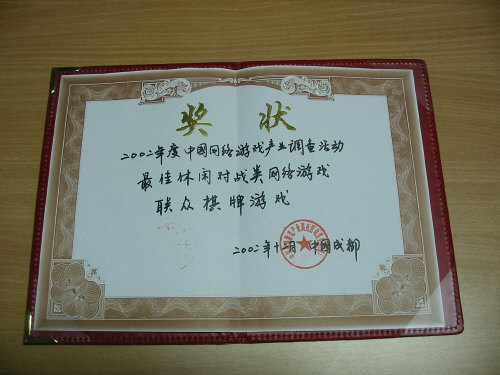 奖状
2002年度中国网络游戏产业调查活动
最佳休闲对战类网络游戏
联众棋牌游戏
2002年十二月 中国成都